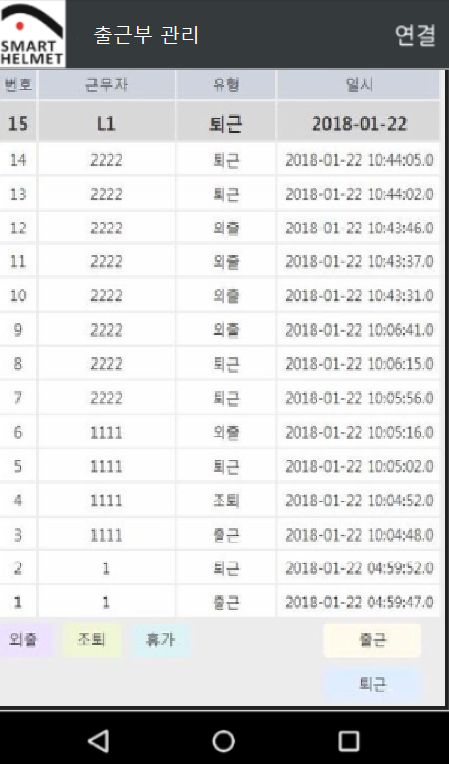 SMART
HELMET
출근부 관리
연결
번호 근무자 유형 일시
15 L1 퇴근 2018-01-22
14 2222 퇴근 2018-01-22 10:44:05.0
13 2222 퇴근 2018-01-22 10:44:02.0
12 2222 외출 2018-01-22 10:43:46.0
11 2222 외출 2018-01-22 10:43:37.0
10 2222 외출 2018-01-22 10:43:31.0
9 2222 외출 2018-01-22 10:06:41.0
8 2222 퇴근 2018-01-22 10:06:15.0
7 2222 퇴근 2018-01-22 10:05:56.0
6 1111 외출 2018-01-22 10:05:16.0
5 1111 퇴근 2018-01-22 10:05:02.0
4 1111 조퇴 2018-01-22 10:04:52.0
3 1111 출근 2018-01-22 10:04:48.0
2 1 퇴근 2018-01-22 04:59:52.0
1 1 출근 2018-01-22 04:59:47.0
외출 조퇴 휴가 출근
퇴근